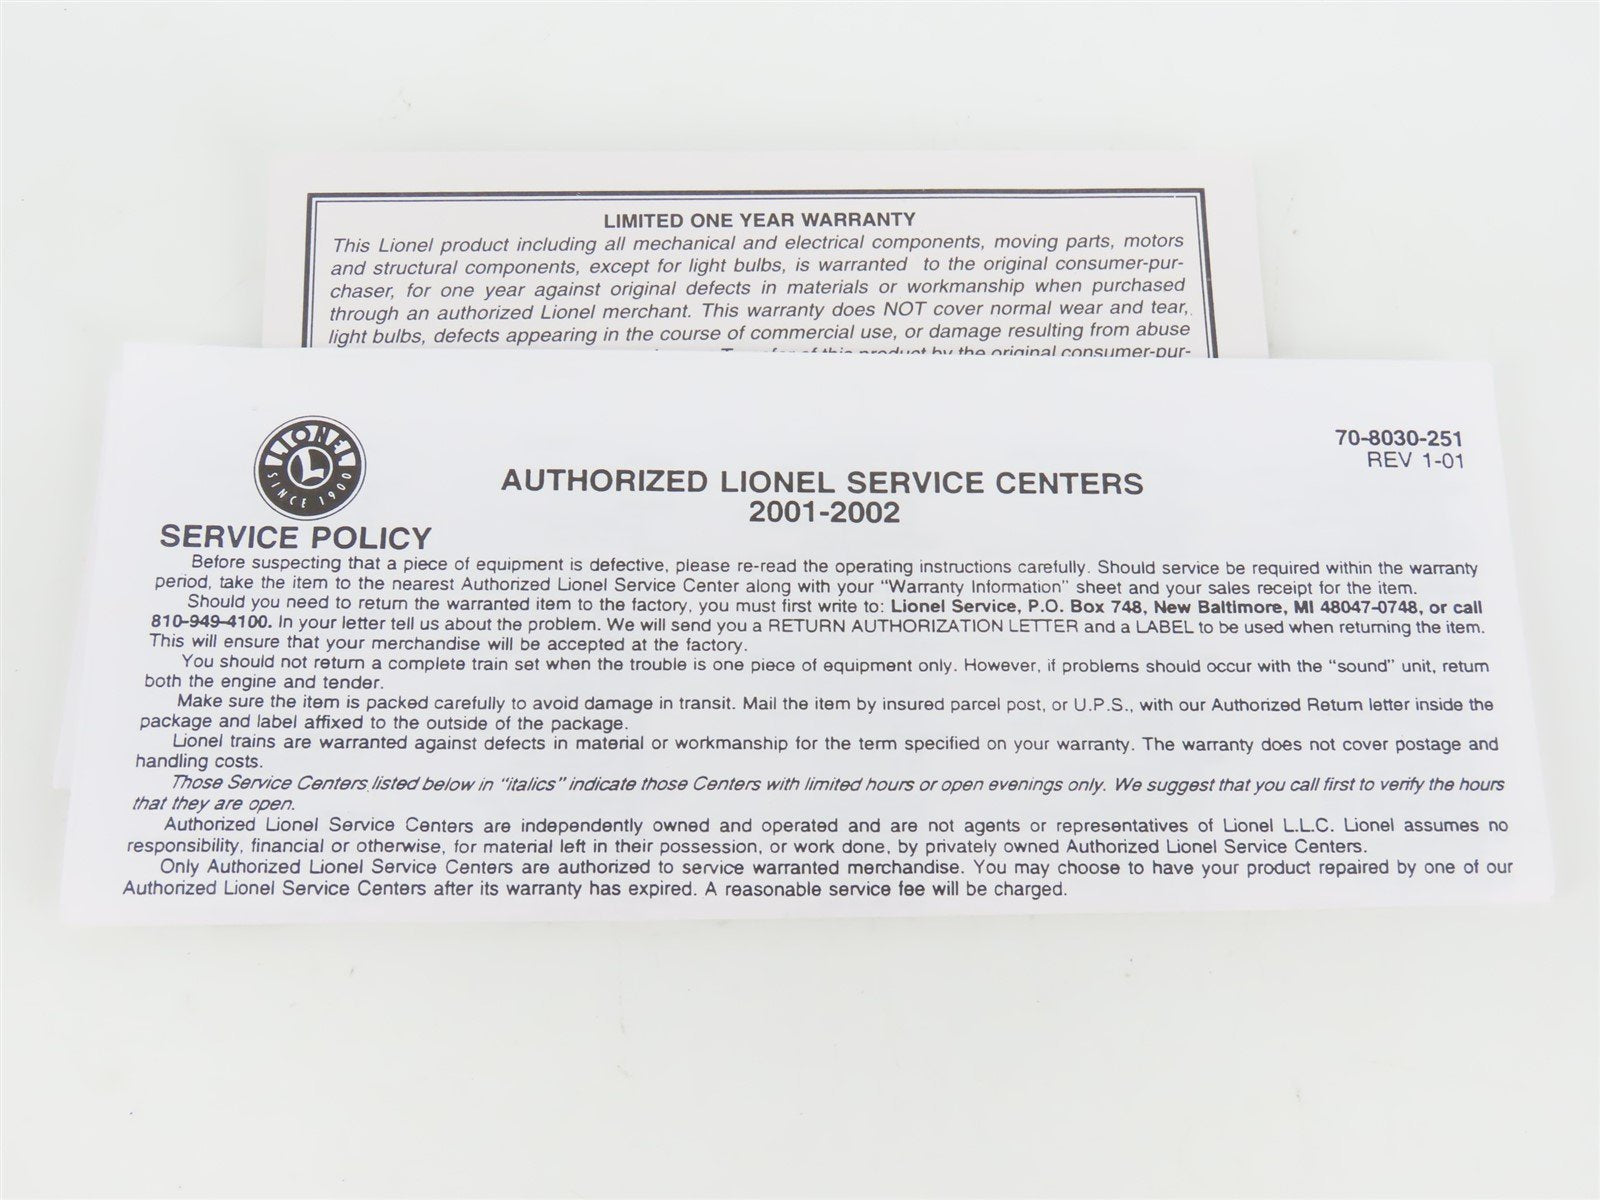 LIMITED ONE YEAR WARRANTY
This Lionel product including all mechanical and electrical components, moving parts, motors
and structural components, except for light bulbs, is warranted to the original consumer-pur-
chaser, for one year against original defects in materials or workmanship when purchased
through an authorized Lionel merchant. This warranty does NOT cover normal wear and tear,
light bulbs, defects appearing in the course of commercial use, or damage resulting from abuse
Transfer of this product by the original consumer-pur-
LIONEL
L
SINCE 1900
70-8030-251
REV 1-01
AUTHORIZED LIONEL SERVICE CENTERS
2001-2002
SERVICE POLICY
Before suspecting that a piece of equipment is defective, please re-read the operating instructions carefully. Should service be required within the warranty
period, take the item to the nearest Authorized Lionel Service Center along with your "Warranty Information" sheet and your sales receipt for the item.
Should you need to return the warranted item to the factory, you must first write to: Lionel Service, P.O. Box 748, New Baltimore, MI 48047-0748, or call
810-949-4100. In your letter tell us about the problem. We will send you a RETURN AUTHORIZATION LETTER and a LABEL to be used when returning the item.
This will ensure that your merchandise will be accepted at the factory.
You should not return a complete train set when the trouble is one piece of equipment only. However, if problems should occur with the "sound" unit, return
both the engine and tender.
Make sure the item is packed carefully to avoid damage in transit. Mail the item by insured parcel post, or U.P.S., with our Authorized Return letter inside the
package and label affixed to the outside of the package.
Lionel trains are warranted against defects in material or workmanship for the term specified on your warranty. The warranty does not cover postage and
handling costs.
Those Service Centers listed below in "italics" indicate those Centers with limited hours or open evenings only. We suggest that you call first to verify the hours
that they are open.
Authorized Lionel Service Centers are independently owned and operated and are not agents or representatives of Lionel L.L.C. Lionel assumes no
responsibility, financial or otherwise, for material left in their possession, or work done, by privately owned Authorized Lionel Service Centers.
Only Authorized Lionel Service Centers are authorized to service warranted merchandise. You may choose to have your product repaired by one of our
Authorized Lionel Service Centers after its warranty has expired. A reasonable service fee will be charged.